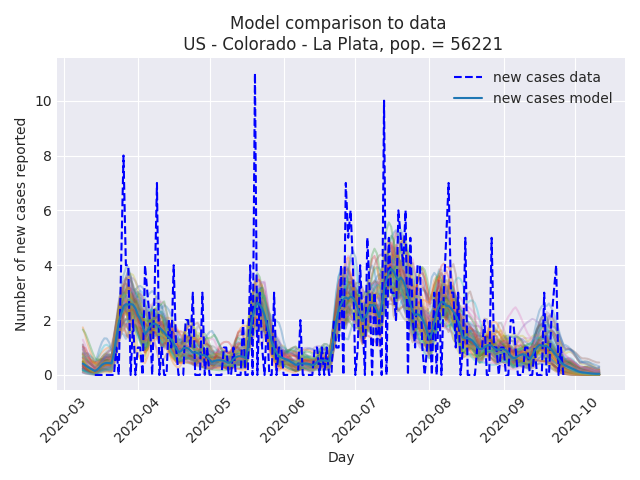 Model comparison to data
US - Colorado - La Plata, pop. = 56221
new cases data
new cases model
Number of new cases reported
10
8
6
4
2
0
2020-03
2020-04
2020-05
2020-06
2020-07
2020-08
2020-09
2020-10
Day